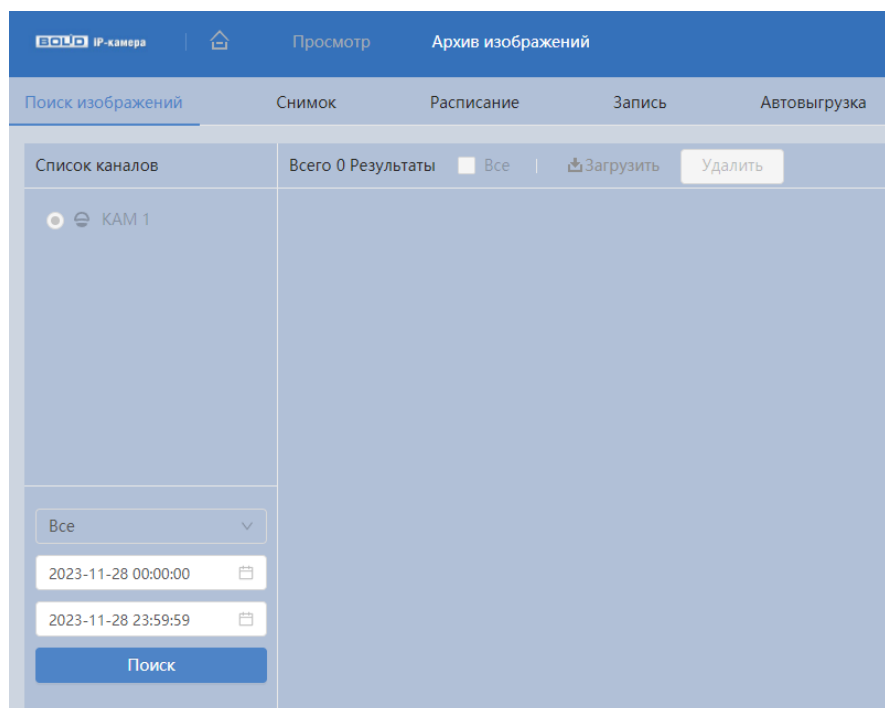 BOLID IP-камера Просмотр Архив изображений
Поиск изображений Снимок Расписание Запись Автовыгрузка
Список каналов Всего 0 Результаты Все Загрузить Удалить
КАМ 1
Все
2023-11-28 00:00:00
2023-11-28 23:59:59
Поиск